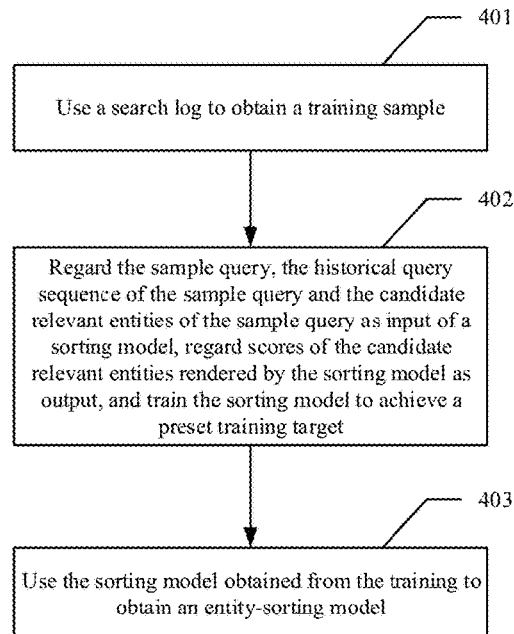 401
Use a search log to obtain a training sample
402
Regard the sample query, the historical query
sequence of the sample query and the candidate
relevant entities of the sample query as input of
a sorting model, regard scores of the candidate
relevant entities rendered by the sorting model as
output, and train the sorting model to achieve a
preset training target
403
Use the sorting model obtained from the training to
obtain an entity-sorting model